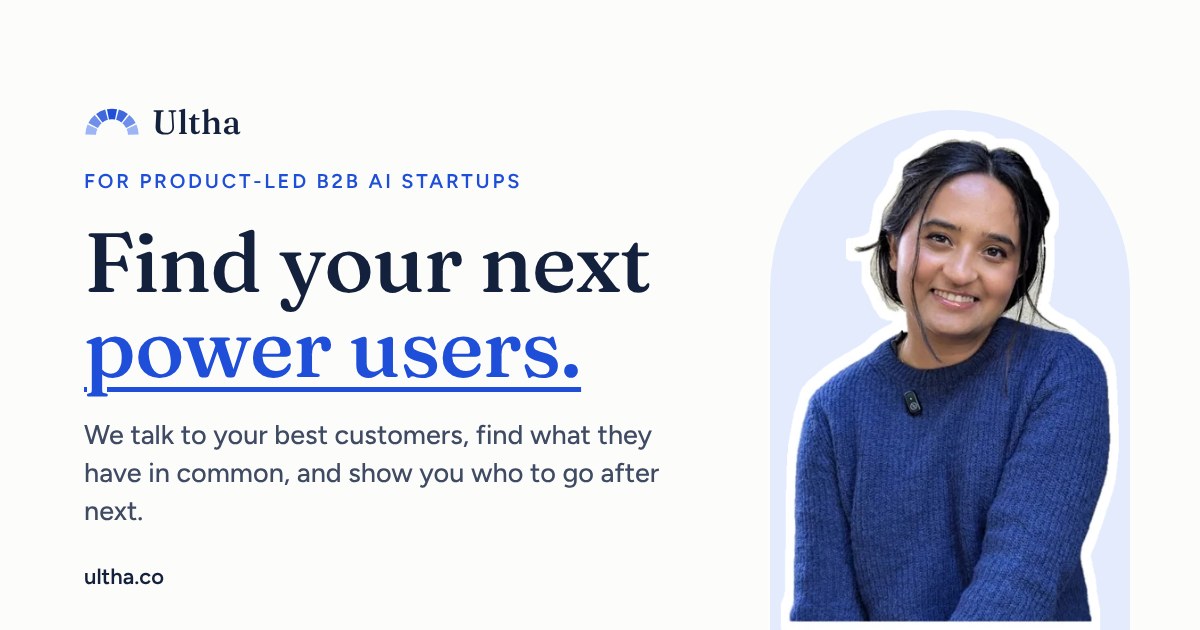 Ultha
FOR PRODUCT-LED B2B AI STARTUPS
Find your next
power users.
We talk to your best customers, find what they
have in common, and show you who to go after
next.
ultha.co